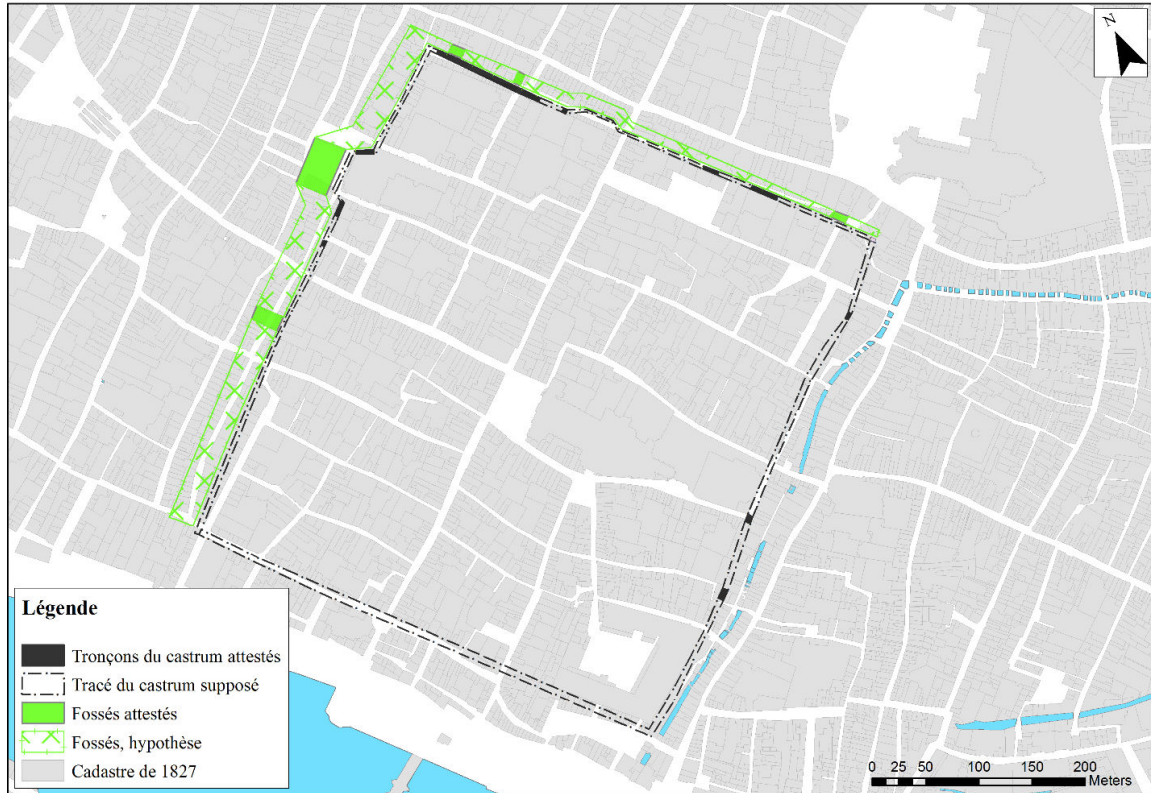 N
Légende
Tronçons du castrum attestés
Tracé du castrum supposé
Fossés attestés
Fossés, hypothèse
Cadastre de 1827
0 25 50 100 150 200
Meters